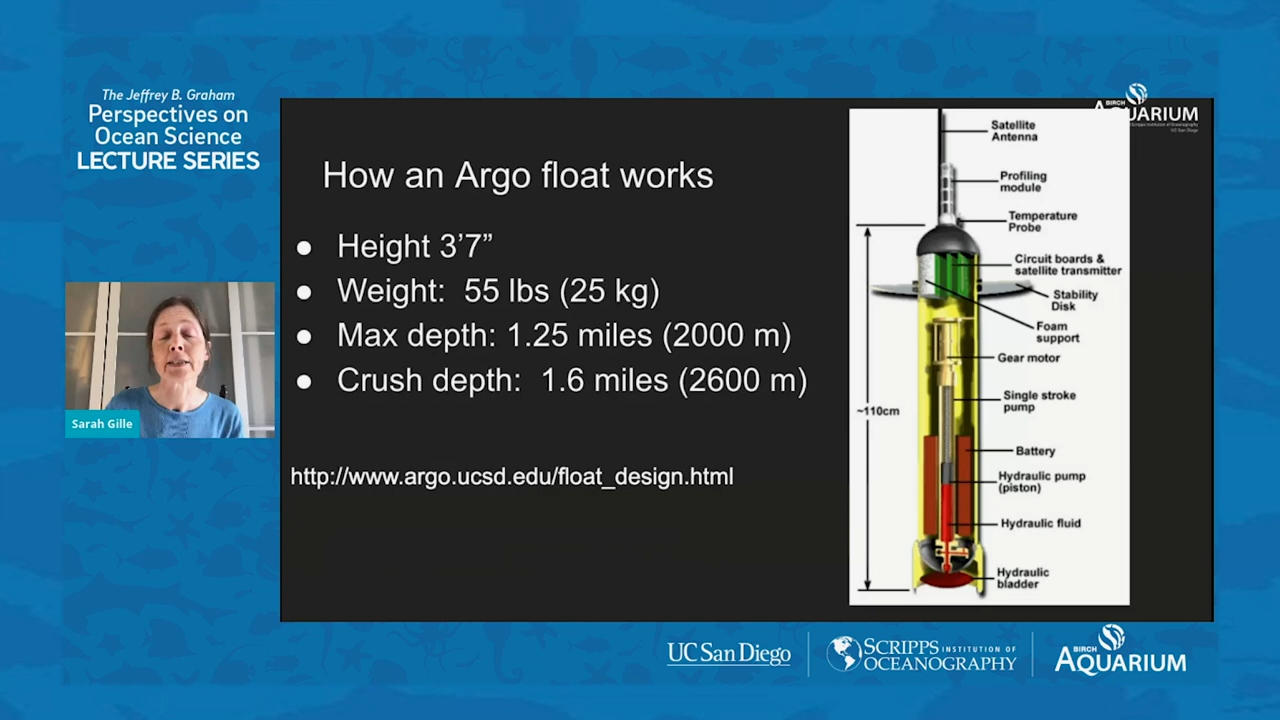 The Jeffrey B. Graham
Perspectives on
Ocean Science
LECTURE SERIES
Sarah Gille
How an Argo float works
● Height 3’7”
● Weight: 55 lbs (25 kg)
● Max depth: 1.25 miles (2000 m)
● Crush depth: 1.6 miles (2600 m)
http://www.argo.ucsd.edu/float_design.html
BIRCH
AQUARIUM
Satellite
Antenna
Profiling
module
Temperature
Probe
Circuit boards &
satellite transmitter
Stability
Disk
Foam
support
Gear motor
Single stroke
pump
~110cm
Battery
Hydraulic pump
(piston)
Hydraulic fluid
Hydraulic
bladder
UC San Diego
SCRIPPS INSTITUTION OF
OCEANOGRAPHY
BIRCH
AQUARIUM